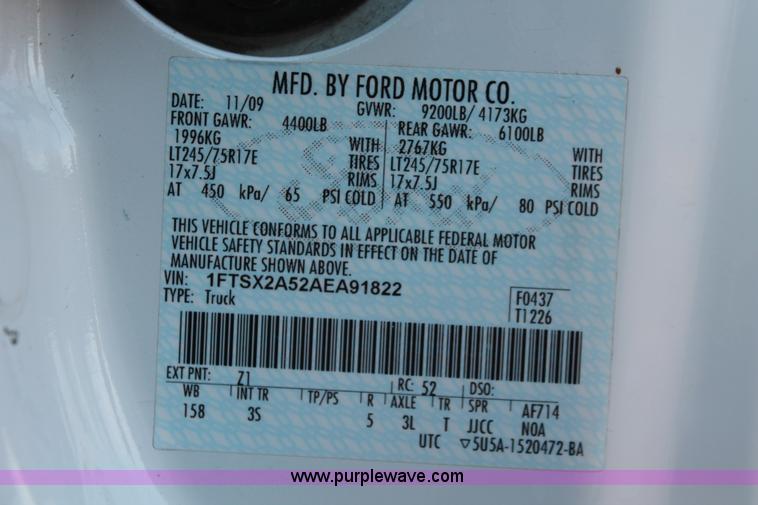 MFD. BY FORD MOTOR CO.
DATE: 11/09 GVWR: 9200LB/ 4173KG
FRONT GAWR: 4400LB REAR GAWR: 6100LB
1996KG WITH 2767KG WITH
LT245/75R17E TIRES LT245/75R17E TIRES
17x7.5J RIMS 17x7.5J RIMS
AT 450 kPa/ 65 PSI COLD AT 550 kPa/ 80 PSI COLD
THIS VEHICLE CONFORMS TO ALL APPLICABLE FEDERAL MOTOR
VEHICLE SAFETY STANDARDS IN EFFECT ON THE DATE OF
MANUFACTURE SHOWN ABOVE.
VIN: 1FTSX2A52AEA91822 F0437
TYPE: Truck T1226
EXT PNT: Z1 RC: 52 DSO:
WB INT TR TP/PS R AXLE TR SPR AF714
158 3S 5 3L T JJCC N0A
UTC ▽5U5A-1520472-BA
www.purplewave.com